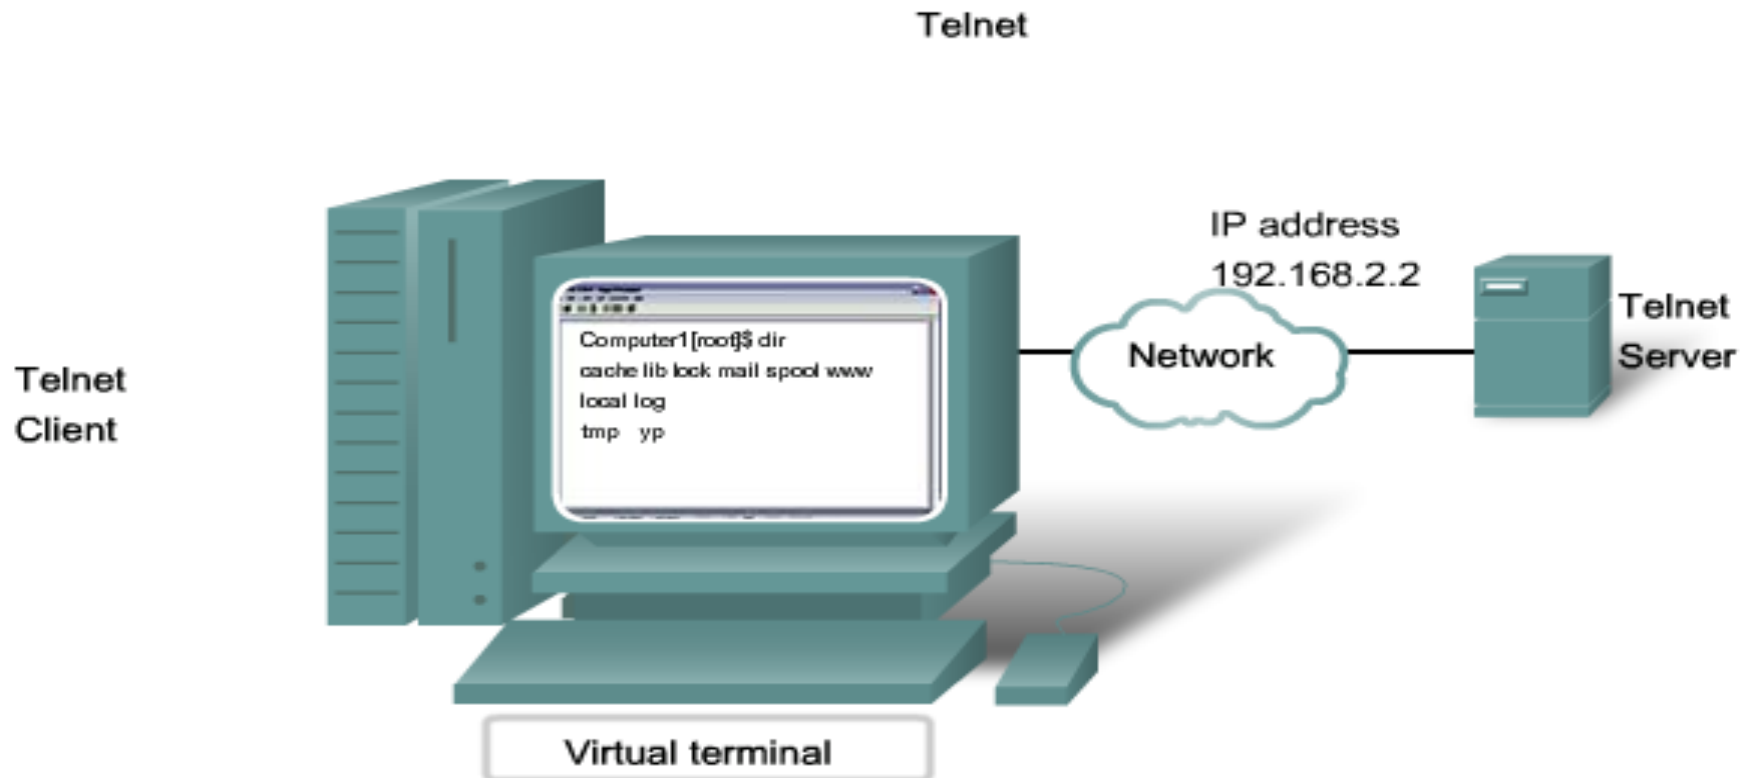 Telnet
IP address
192.168.2.2
Telnet
Server
Network
Computer1[root]$ dir
cache lib lock mail spool www
local log
tmp yp
Telnet
Client
Virtual terminal